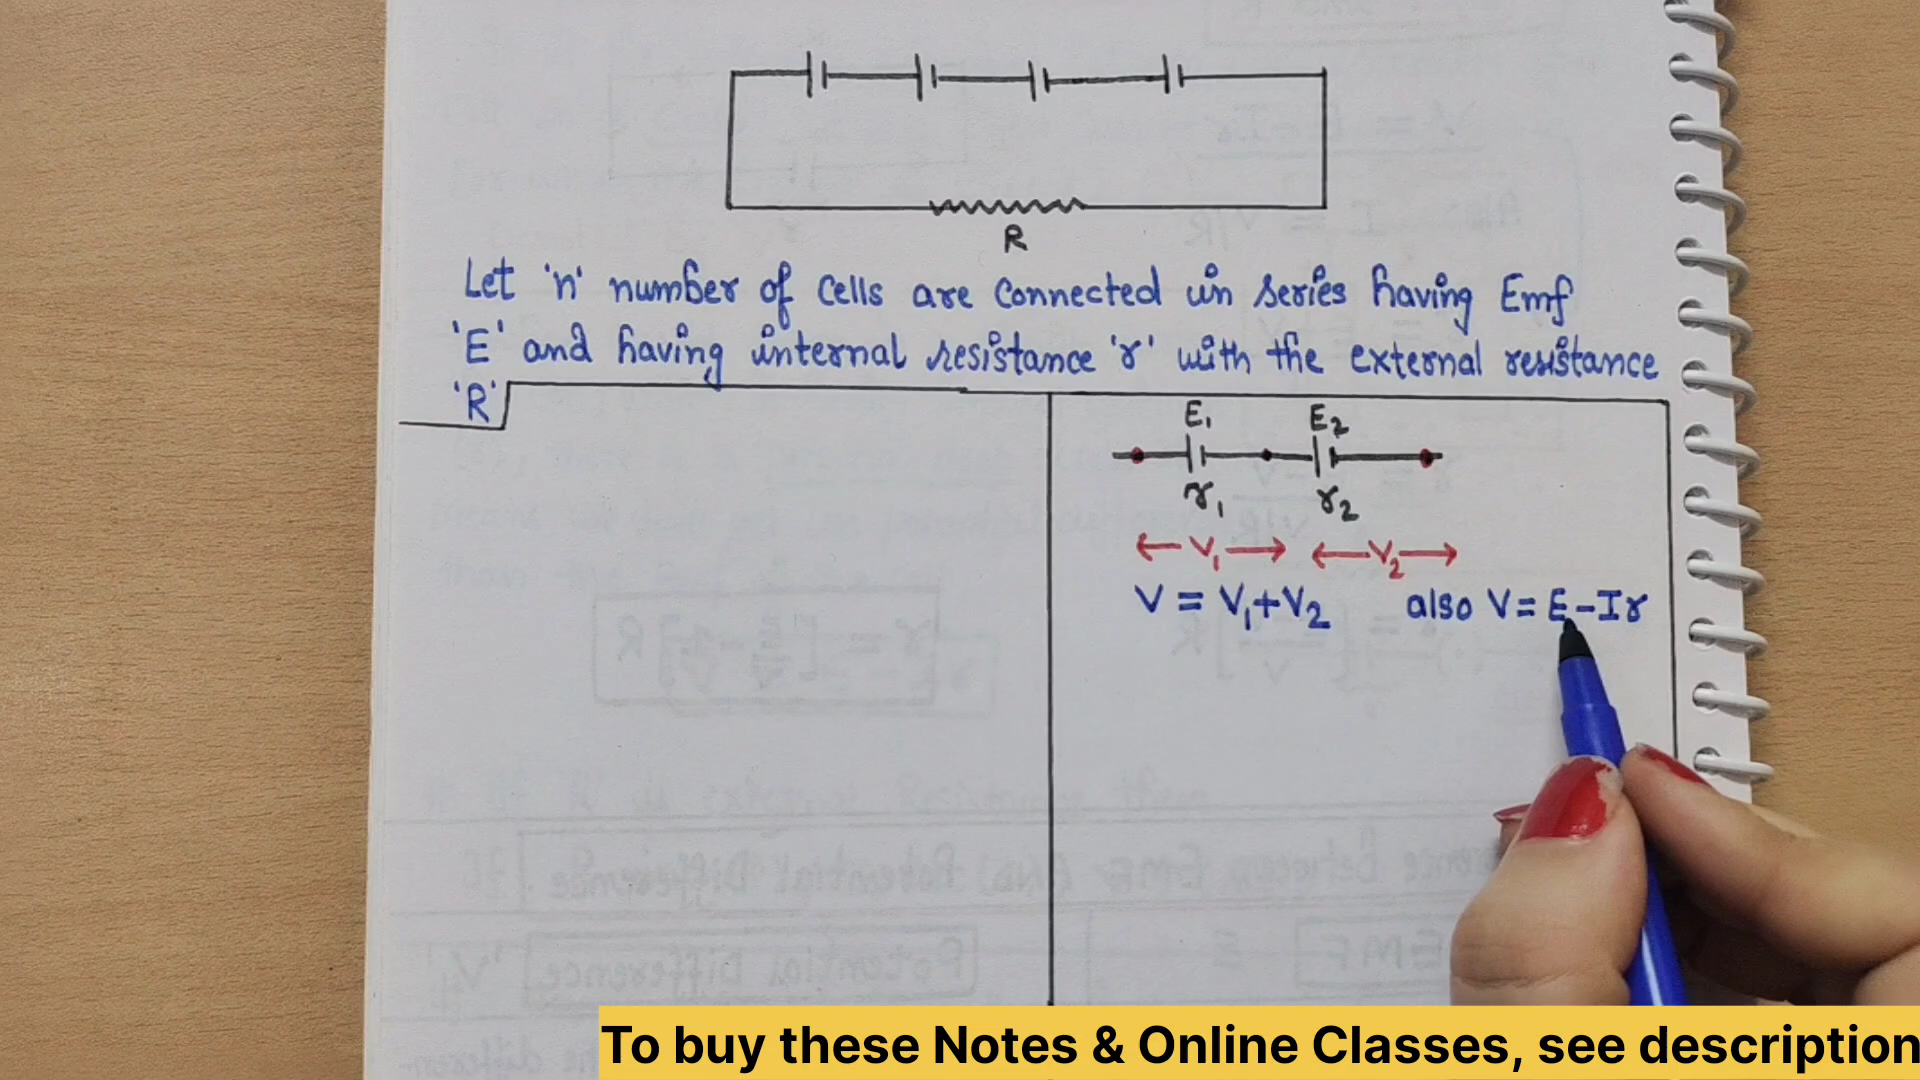 R
Let 'n' number of cells are connected in series having Emf
'E' and having internal resistance 'r' with the external resistance
'R'
E₁ E₂
r₁ r₂
V₁ V₂
V = V₁+V₂ also V = E-Ir
To buy these Notes & Online Classes, see description